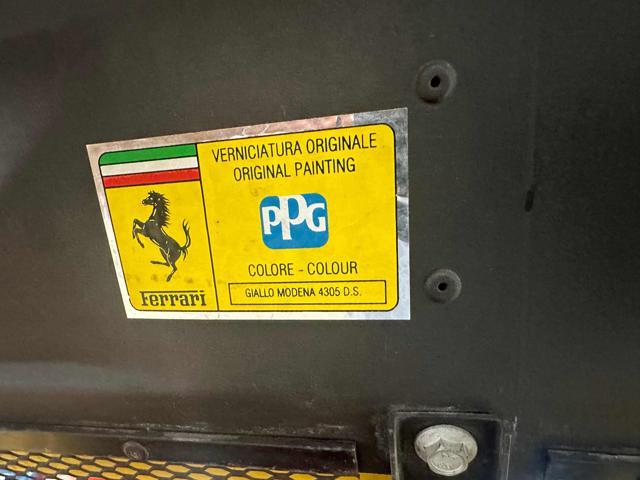 VERNICIATURA ORIGINALE
ORIGINAL PAINTING
PPG
COLORE - COLOUR
GIALLO MODENA 4305 D.S.
Ferrari